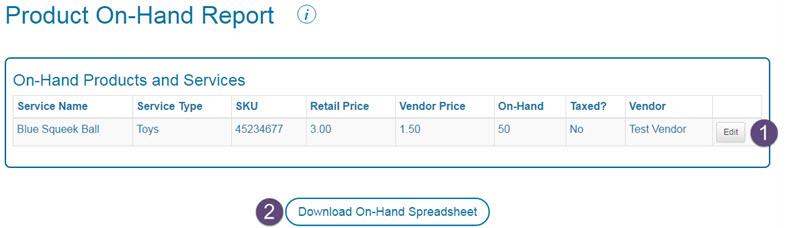 Product On-Hand Report i
On-Hand Products and Services
Service Name Service Type SKU Retail Price Vendor Price On-Hand Taxed? Vendor
Blue Squeek Ball Toys 45234677 3.00 1.50 50 No Test Vendor Edit 1
2 Download On-Hand Spreadsheet